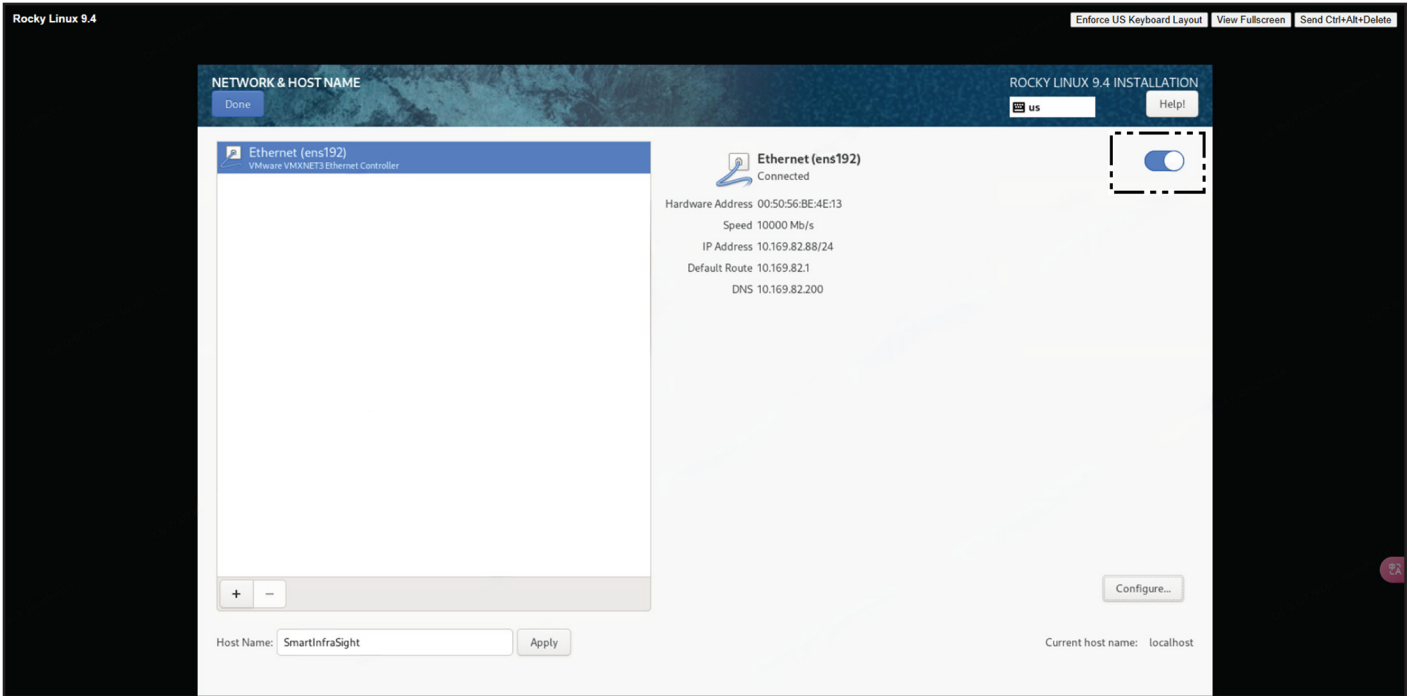 Rocky Linux 9.4
Enforce US Keyboard Layout View Fullscreen Send Ctrl+Alt+Delete
NETWORK & HOST NAME
Done
ROCKY LINUX 9.4 INSTALLATION
us
Help!
Ethernet (ens192)
VMware VMXNET3 Ethernet Controller
Ethernet (ens192)
Connected
Hardware Address 00:50:56:BE:4E:13
Speed 10000 Mb/s
IP Address 10.169.82.88/24
Default Route 10.169.82.1
DNS 10.169.82.200
+ −
Configure...
Host Name: SmartInfraSight Apply
Current host name: localhost